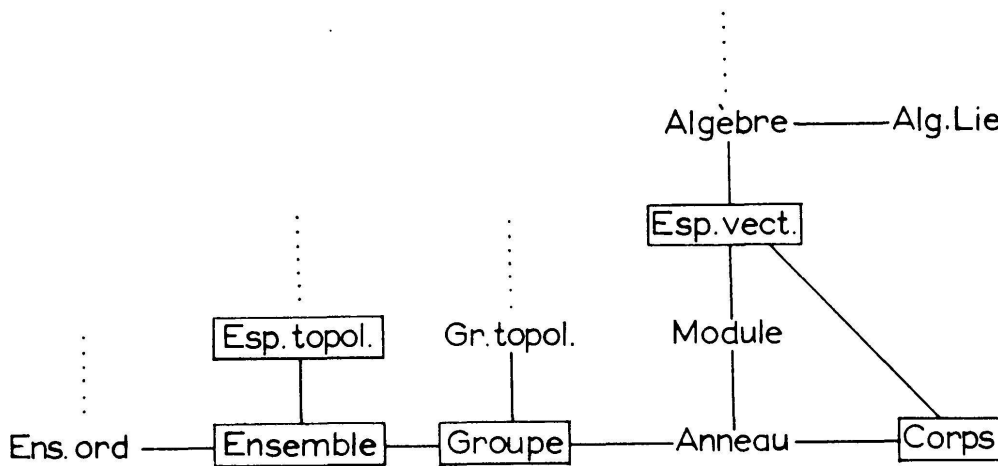 Algèbre Alg.Lie
Esp.vect.
Esp.topol. Gr.topol. Module
Ens.ord Ensemble Groupe Anneau Corps